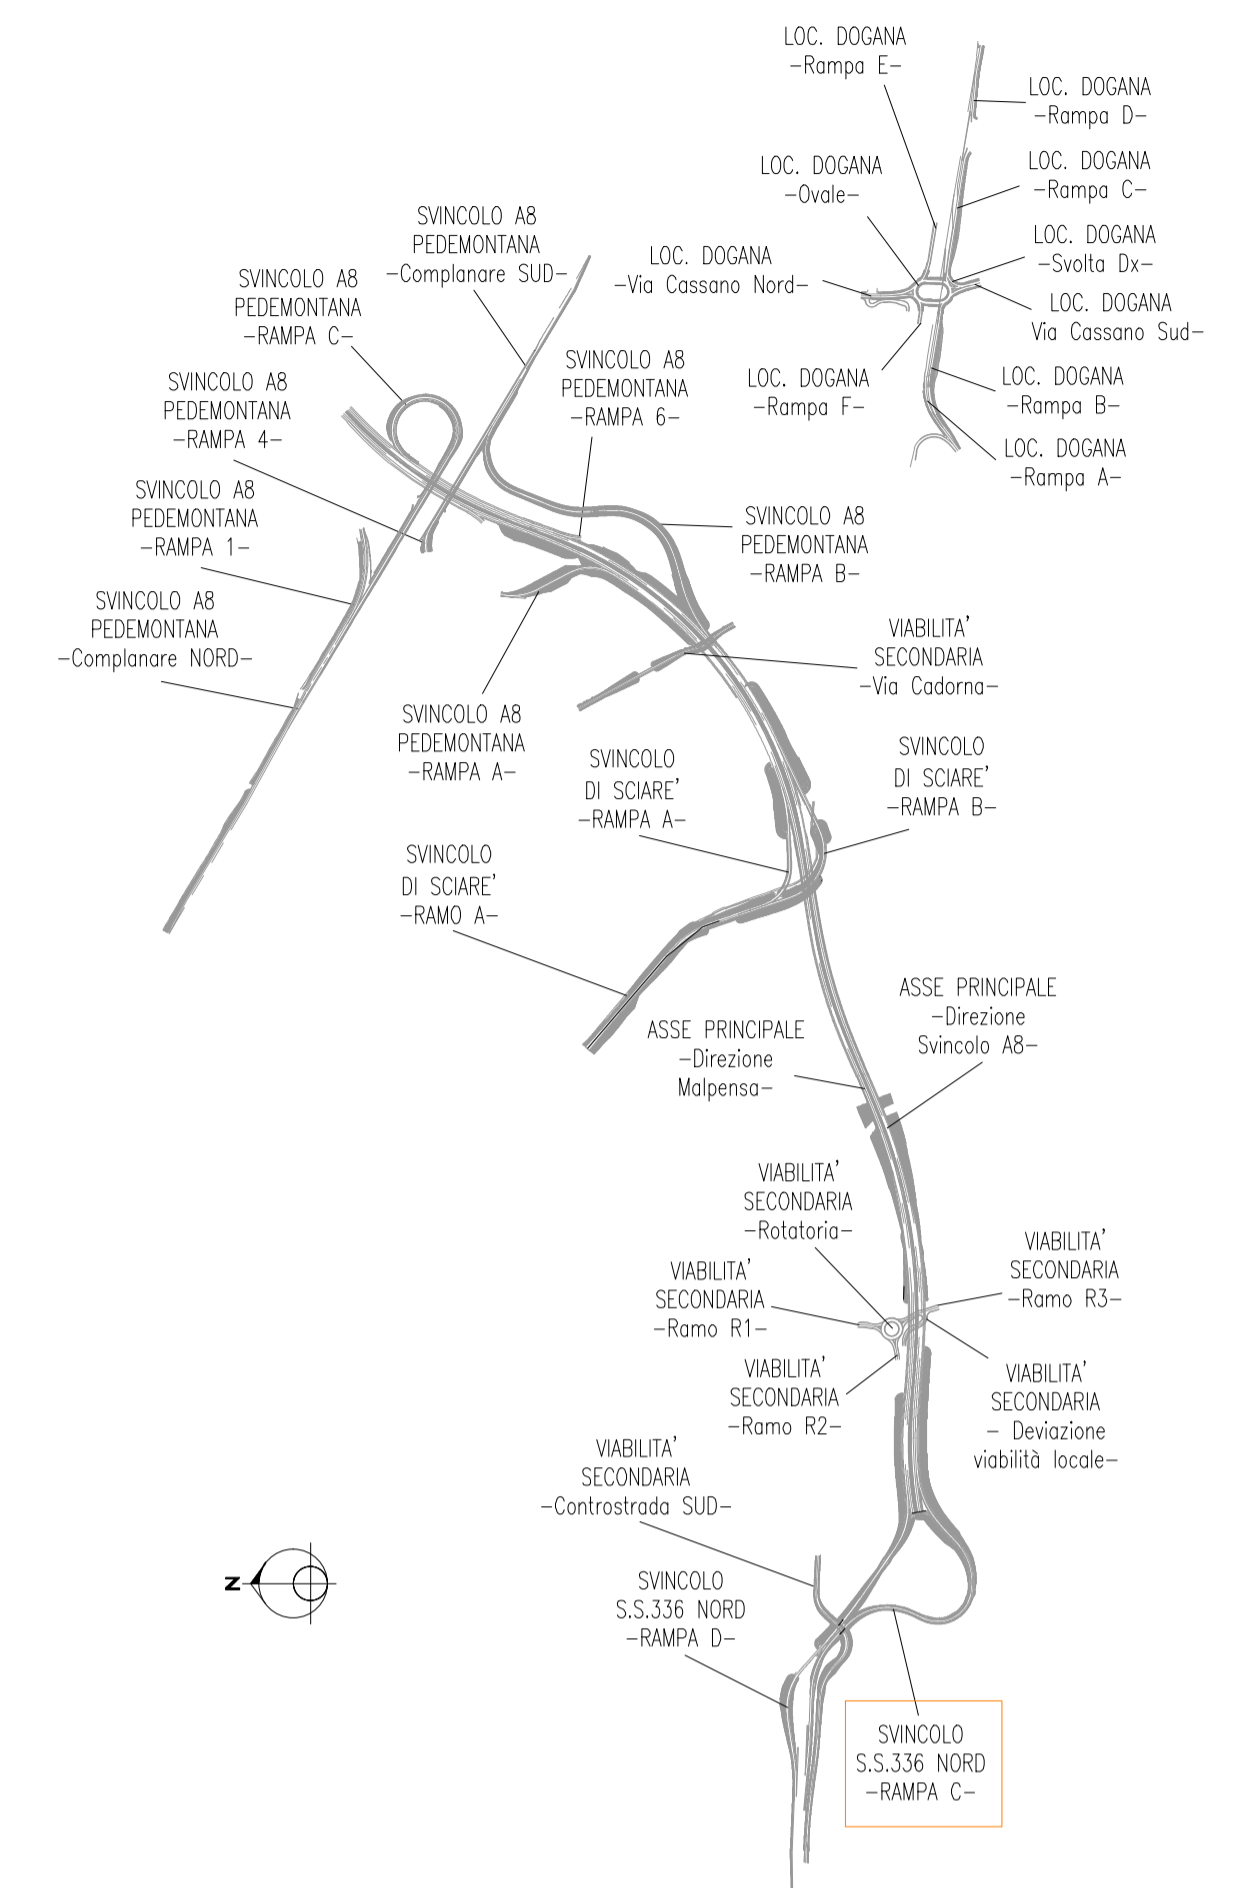 LOC. DOGANA
-Rampa E-
LOC. DOGANA
-Rampa D-
LOC. DOGANA
-Ovale-
LOC. DOGANA
-Rampa C-
SVINCOLO A8
PEDEMONTANA
-Complanare SUD-
LOC. DOGANA
-Svolta Dx-
LOC. DOGANA
-Via Cassano Nord-
SVINCOLO A8
PEDEMONTANA
-RAMPA C-
LOC. DOGANA
Via Cassano Sud-
SVINCOLO A8
PEDEMONTANA
-RAMPA 6-
SVINCOLO A8
PEDEMONTANA
-RAMPA 4-
LOC. DOGANA
-Rampa F-
LOC. DOGANA
-Rampa B-
LOC. DOGANA
-Rampa A-
SVINCOLO A8
PEDEMONTANA
-RAMPA 1-
SVINCOLO A8
PEDEMONTANA
-RAMPA B-
SVINCOLO A8
PEDEMONTANA
-Complanare NORD-
VIABILITA'
SECONDARIA
-Via Cadorna-
SVINCOLO A8
PEDEMONTANA
-RAMPA A-
SVINCOLO
DI SCIARE'
-RAMPA A-
SVINCOLO
DI SCIARE'
-RAMPA B-
SVINCOLO
DI SCIARE'
-RAMO A-
ASSE PRINCIPALE
-Direzione
Svincolo A8-
ASSE PRINCIPALE
-Direzione
Malpensa-
VIABILITA'
SECONDARIA
-Rotatoria-
VIABILITA'
SECONDARIA
-Ramo R3-
VIABILITA'
SECONDARIA
-Ramo R1-
VIABILITA'
SECONDARIA
-Ramo R2-
VIABILITA'
SECONDARIA
- Deviazione
viabilità locale-
VIABILITA'
SECONDARIA
-Controstrada SUD-
N
SVINCOLO
S.S.336 NORD
-RAMPA D-
SVINCOLO
S.S.336 NORD
-RAMPA C-